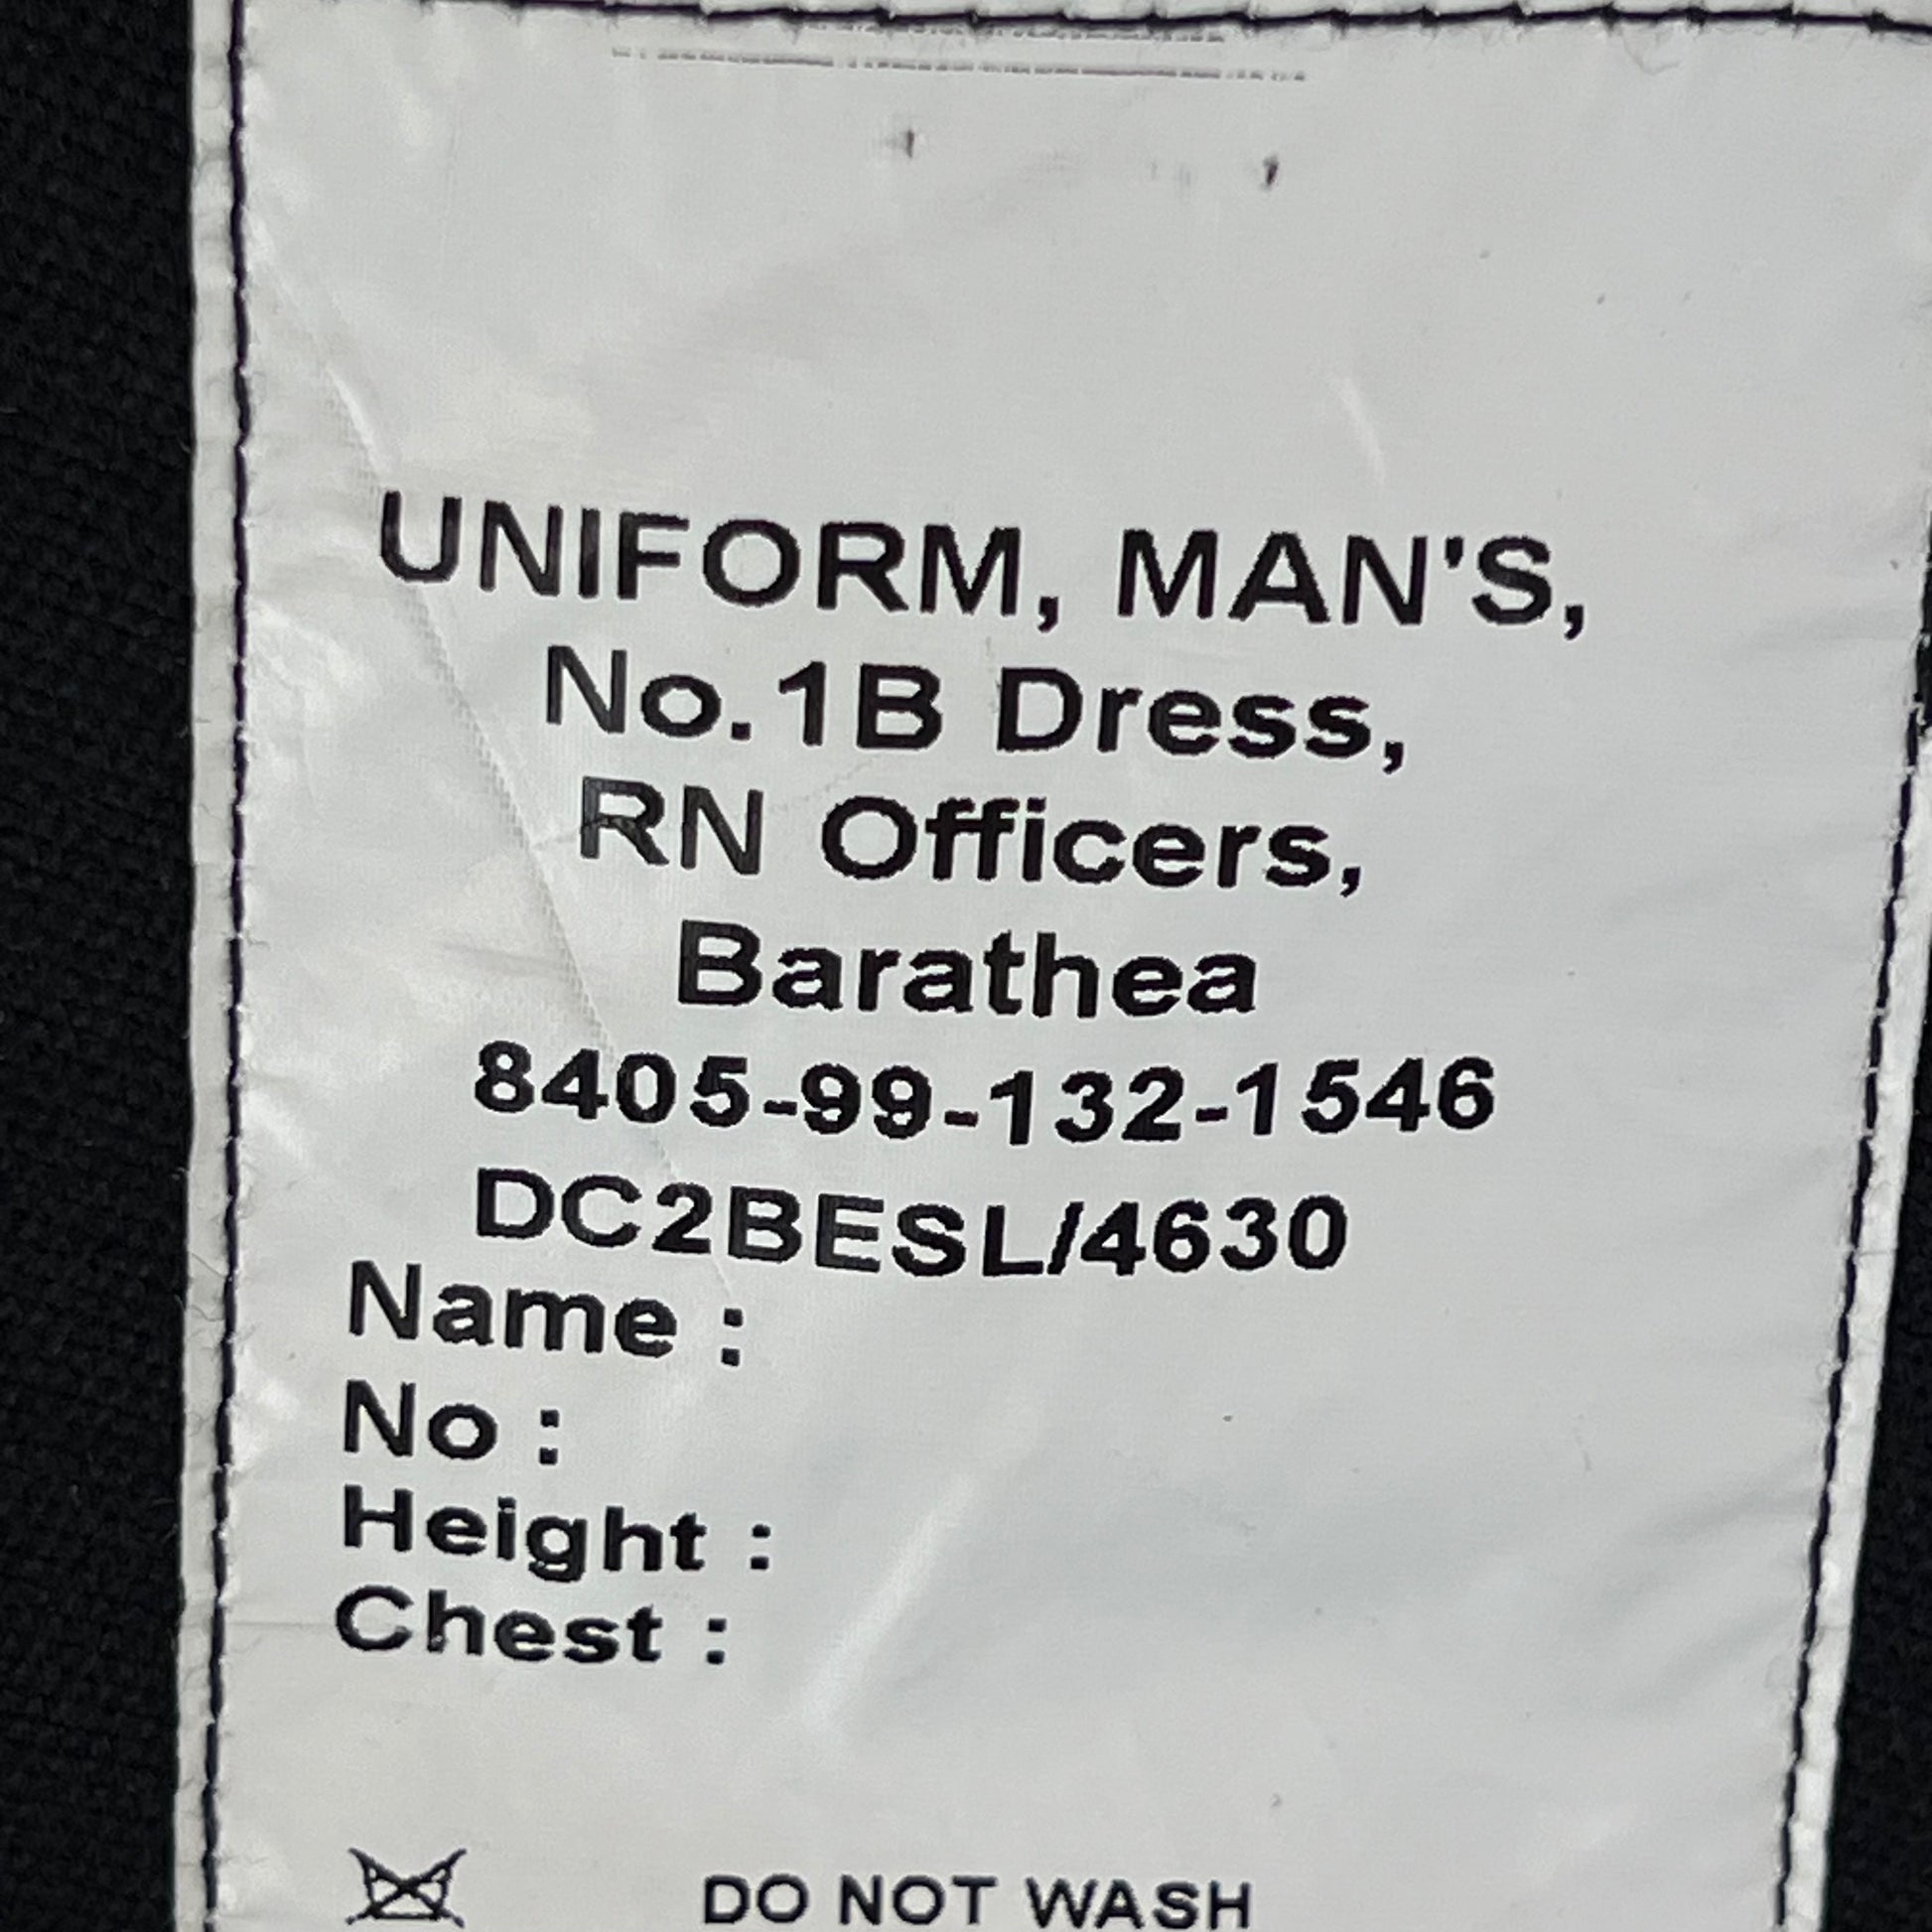 UNIFORM, MAN'S,
No.1B Dress,
RN Officers,
Barathea
8405-99-132-1546
DC2BESL/4630
Name :
No :
Height :
Chest :
DO NOT WASH